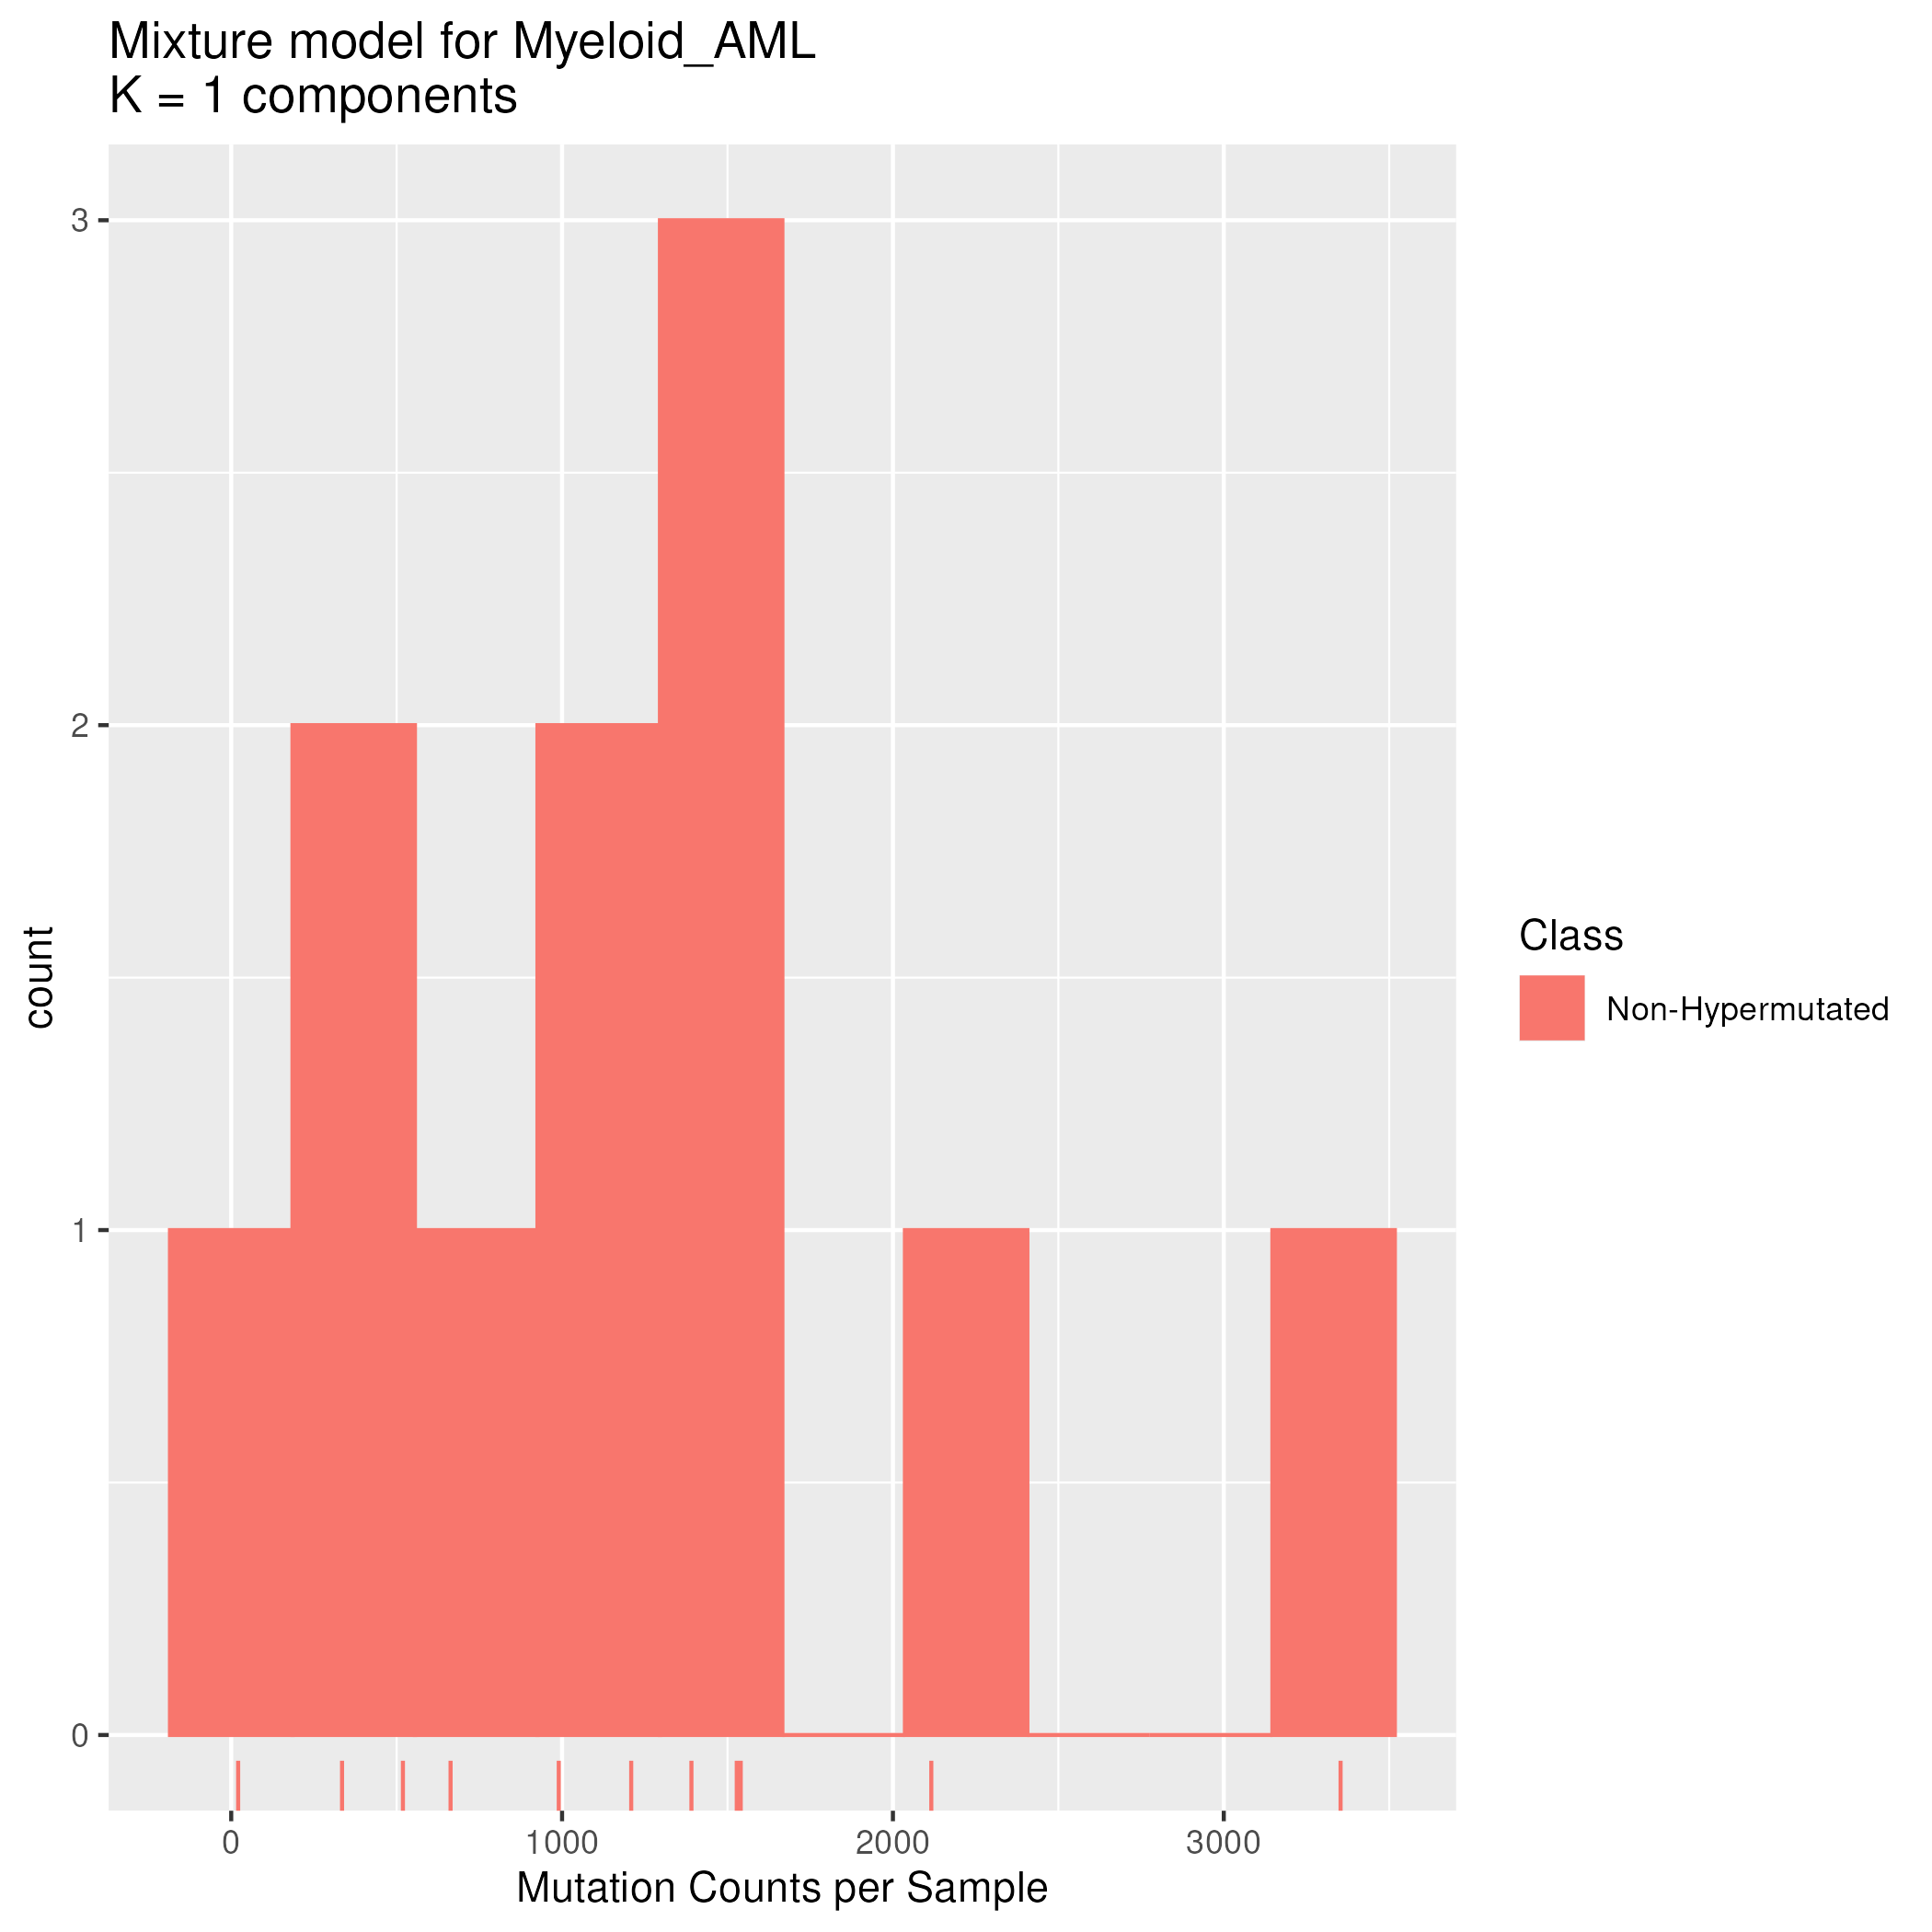 Mixture model for Myeloid_AML
K = 1 components
3
2
1
0
count
0 1000 2000 3000
Mutation Counts per Sample
Class
Non-Hypermutated